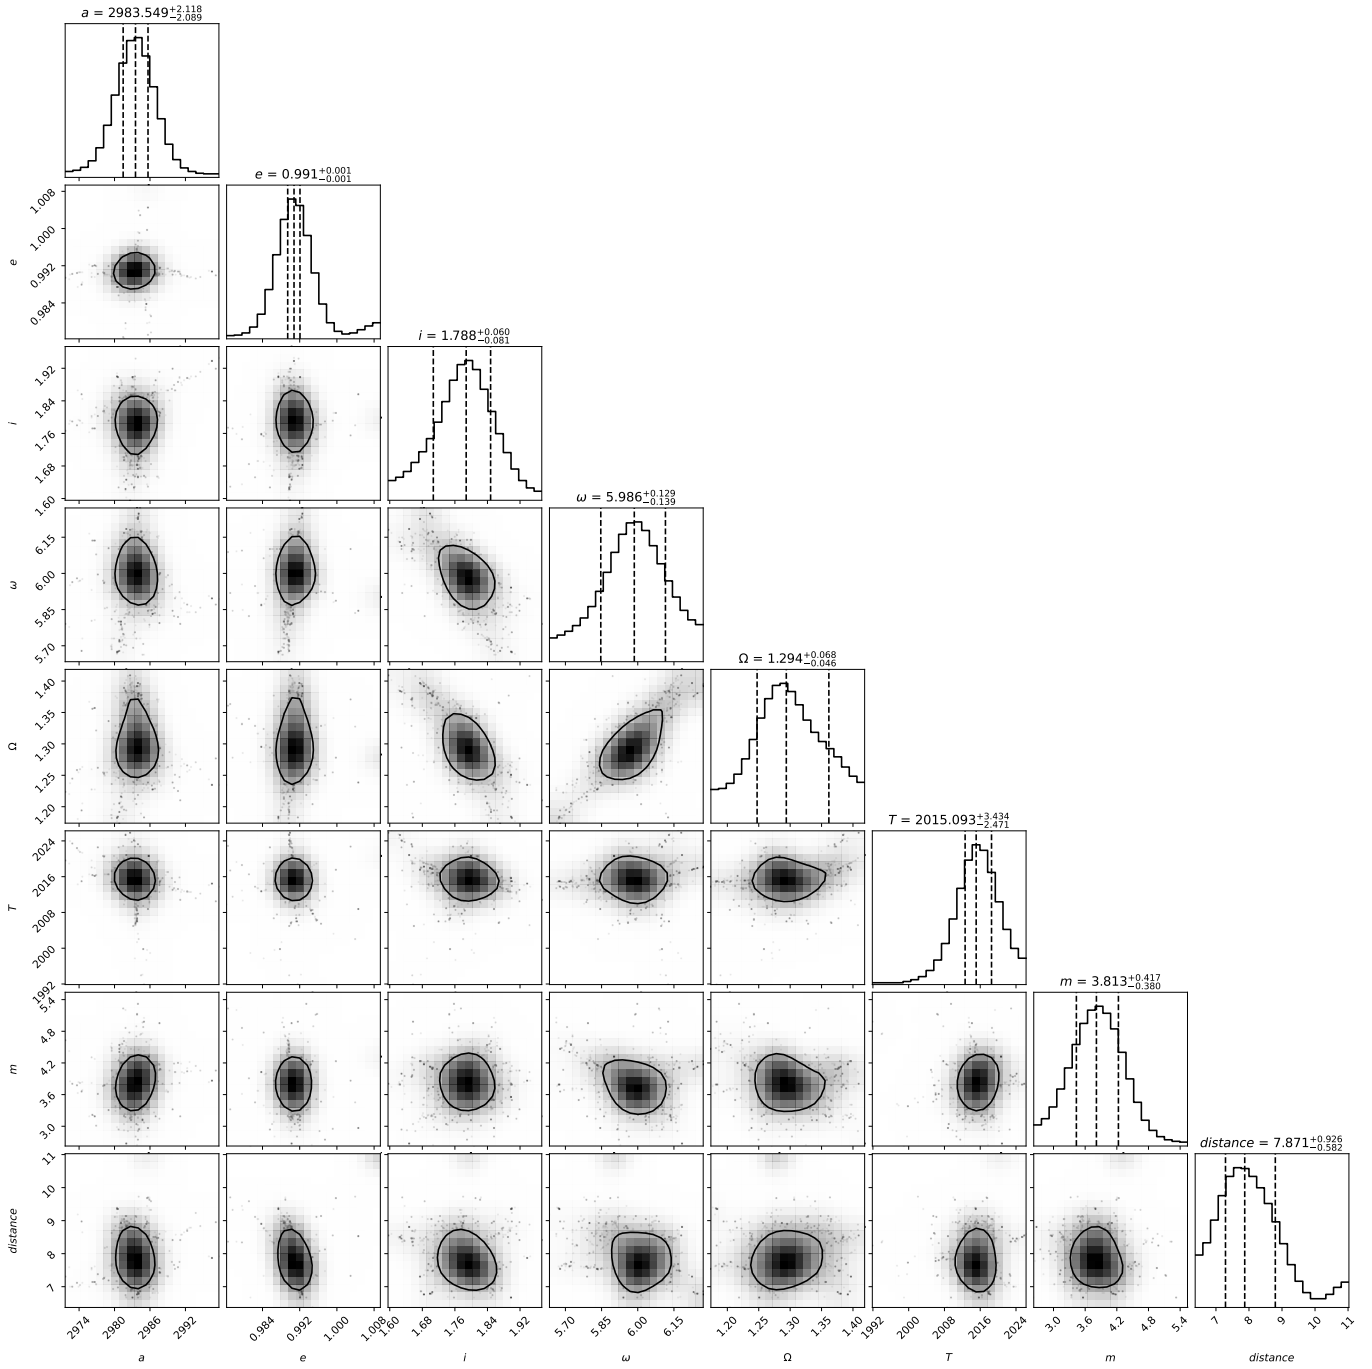 a = 2983.549+2.118−2.089
e = 0.991+0.001−0.001
1.008
1.000
0.992
0.984
e
i = 1.788+0.060−0.081
1.92
1.84
1.76
1.68
1.60
i
ω = 5.986+0.129−0.139
6.15
6.00
5.85
5.70
ω
Ω = 1.294+0.068−0.046
1.40
1.35
1.30
1.25
1.20
Ω
T = 2015.093+3.434−2.471
2024
2016
2008
2000
1992
T
m = 3.813+0.417−0.380
5.4
4.8
4.2
3.6
3.0
m
distance = 7.871+0.926−0.582
11
10
9
8
7
distance
2974 2980 2986 2992 0.984 0.992 1.000 1.008 1.60 1.68 1.76 1.84 1.92 5.70 5.85 6.00 6.15 1.20 1.25 1.30 1.35 1.40 1992 2000 2008 2016 2024 3.0 3.6 4.2 4.8 5.4 7 8 9 10 11
a e i ω Ω T m distance